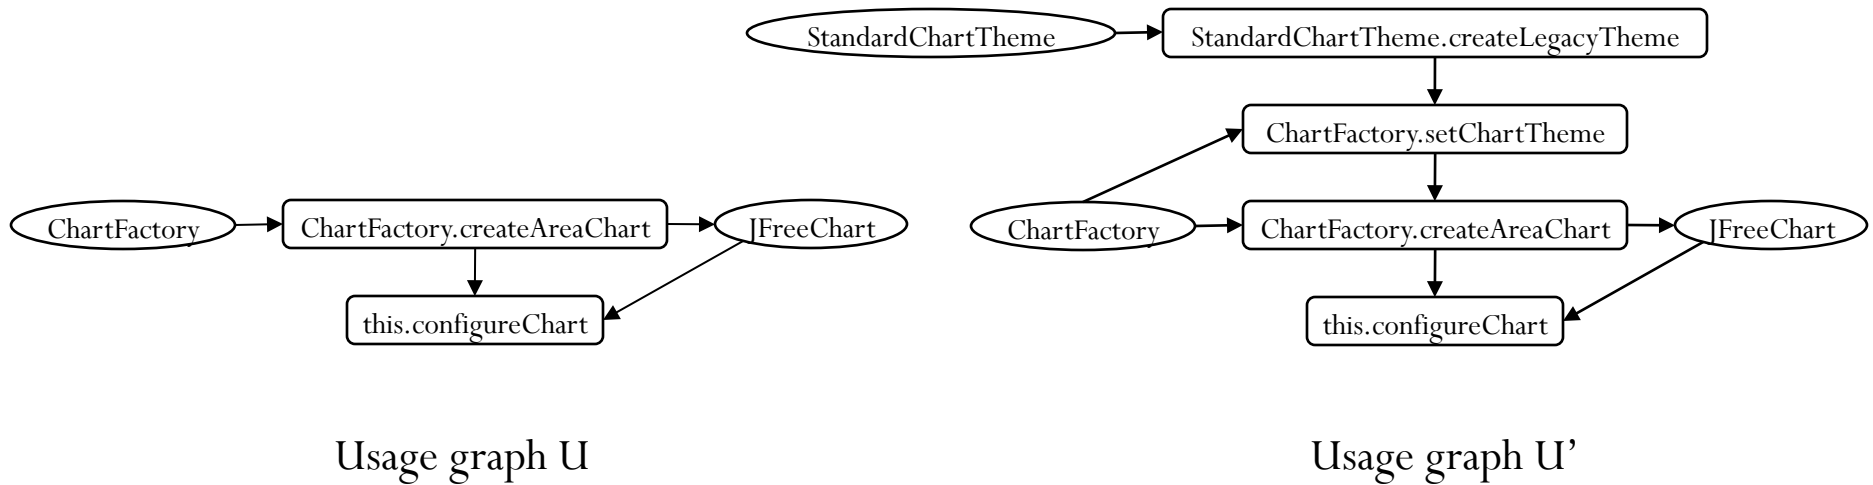 StandardChartTheme
StandardChartTheme.createLegacyTheme
ChartFactory.setChartTheme
ChartFactory
ChartFactory.createAreaChart
JFreeChart
ChartFactory
ChartFactory.createAreaChart
JFreeChart
this.configureChart
this.configureChart
Usage graph U
Usage graph U’